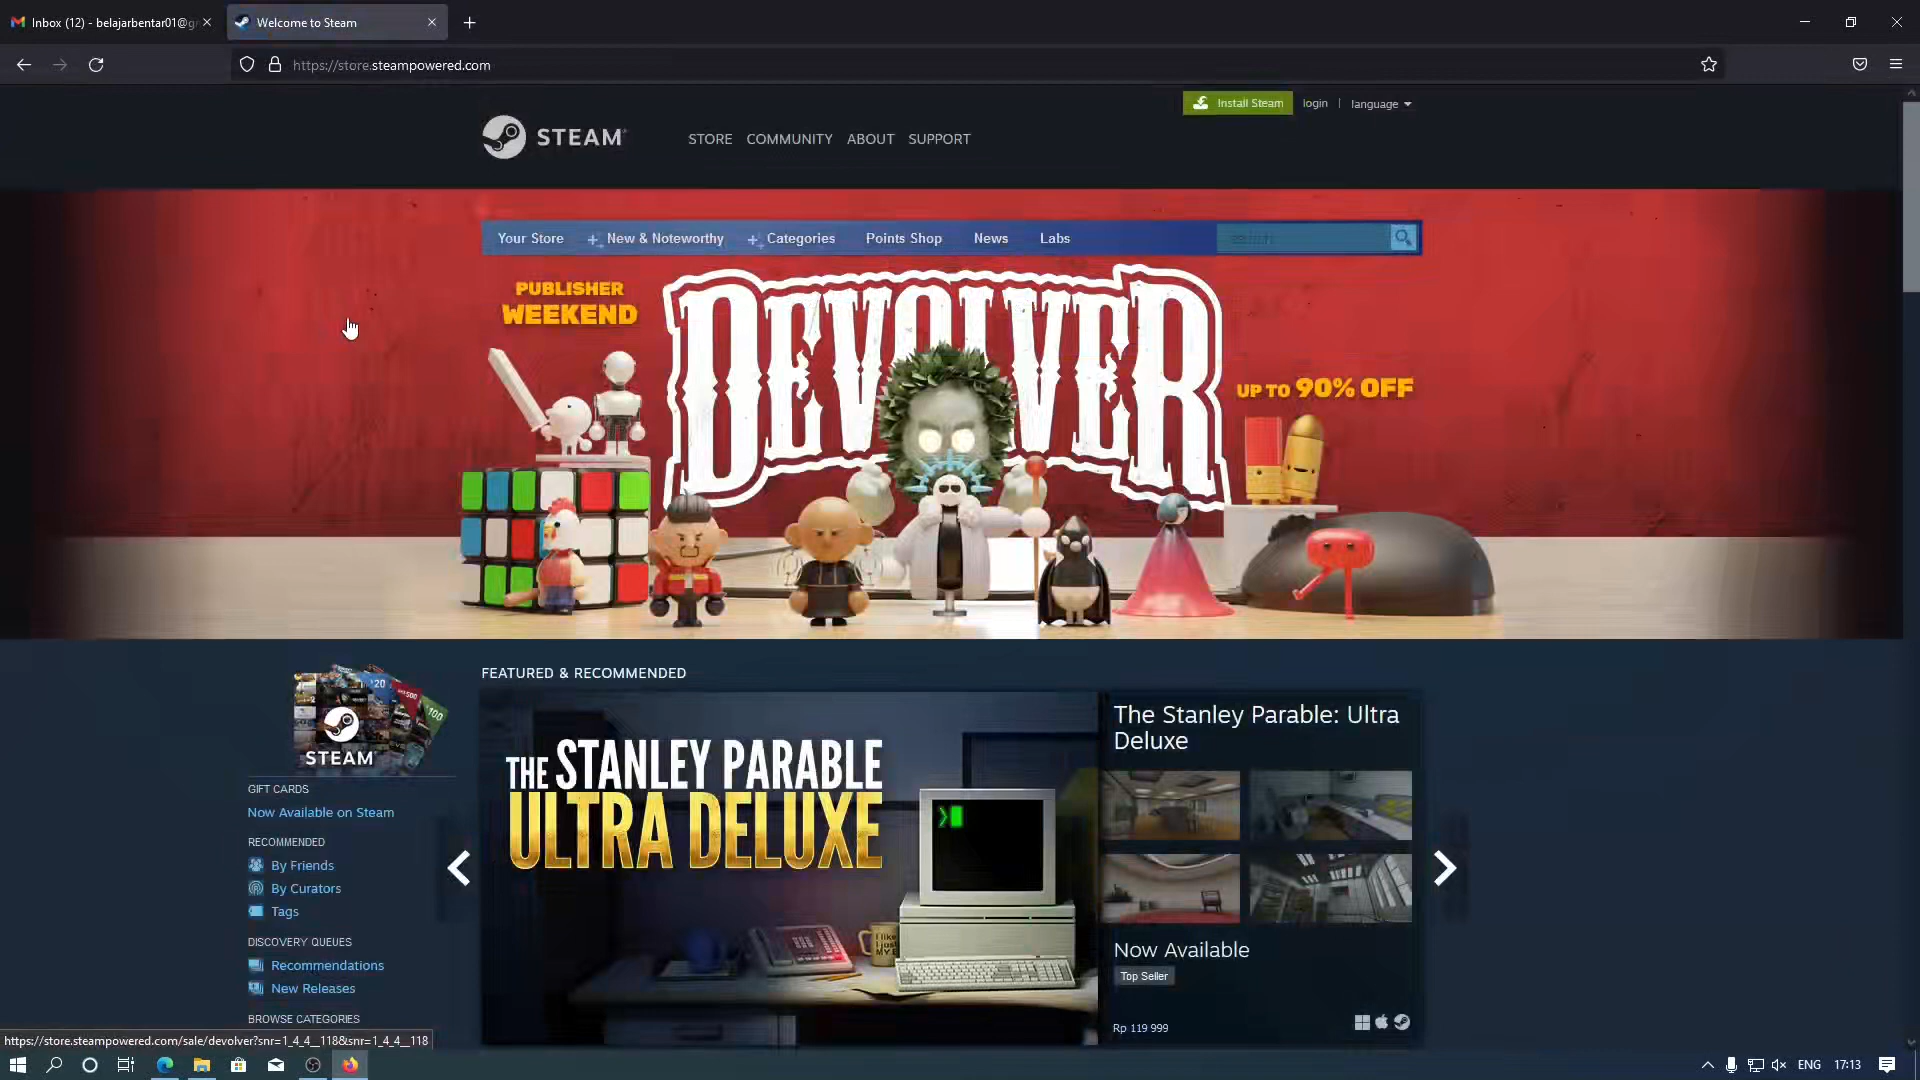 Inbox (12) - belajarbentar01@g
Welcome to Steam
https://store.steampowered.com
Install Steam
login
language
STEAM
STORE
COMMUNITY
ABOUT
SUPPORT
Your Store
New & Noteworthy
Categories
Points Shop
News
Labs
PUBLISHER
WEEKEND
DEVOLVER
UP TO 90% OFF
STEAM
GIFT CARDS
Now Available on Steam
RECOMMENDED
By Friends
By Curators
Tags
DISCOVERY QUEUES
Recommendations
New Releases
BROWSE CATEGORIES
FEATURED & RECOMMENDED
THE STANLEY PARABLE
ULTRA DELUXE
The Stanley Parable: Ultra
Deluxe
Now Available
Top Seller
Rp 119 999
https://store.steampowered.com/sale/devolver?snr=1_4_4__118&snr=1_4_4__118
ENG
17:13